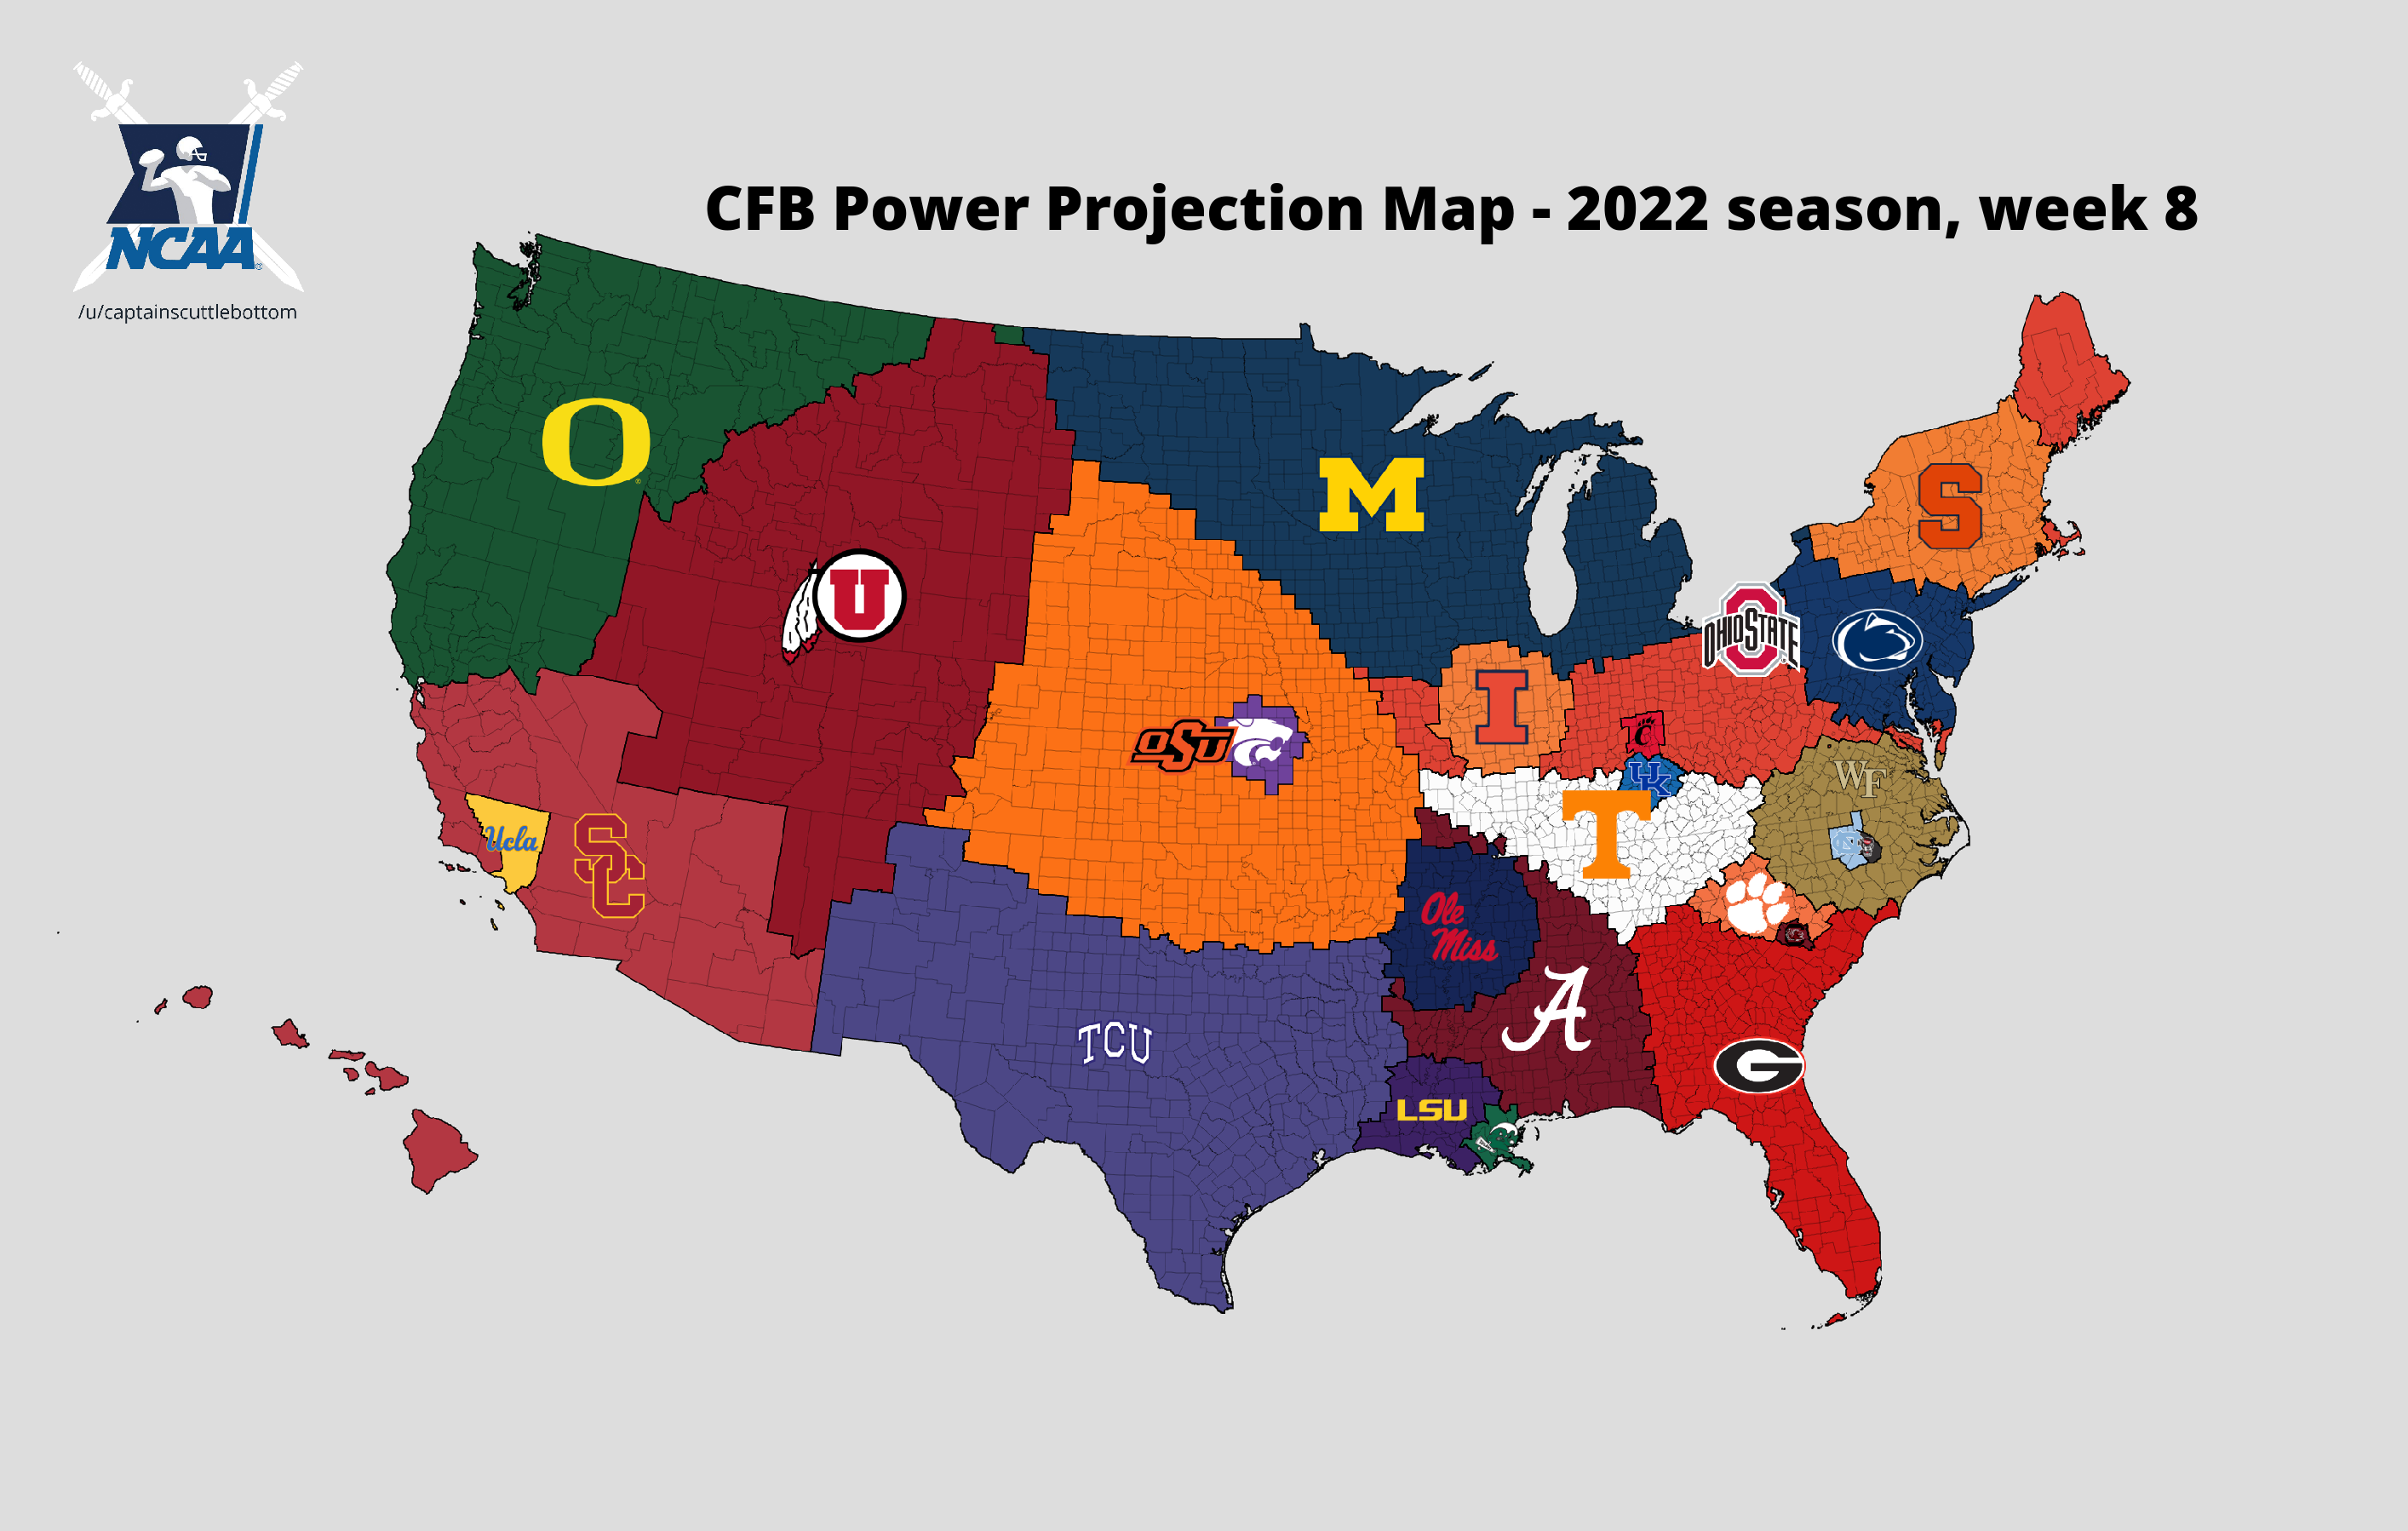 CFB Power Projection Map - 2022 season, week 8
NCAA
/u/captainscuttlebottom
O
M
S
U
OHIO STATE
I
C
OSU
UK
WF
T
Ucla
SC
Ole
Miss
A
TCU
G
LSU